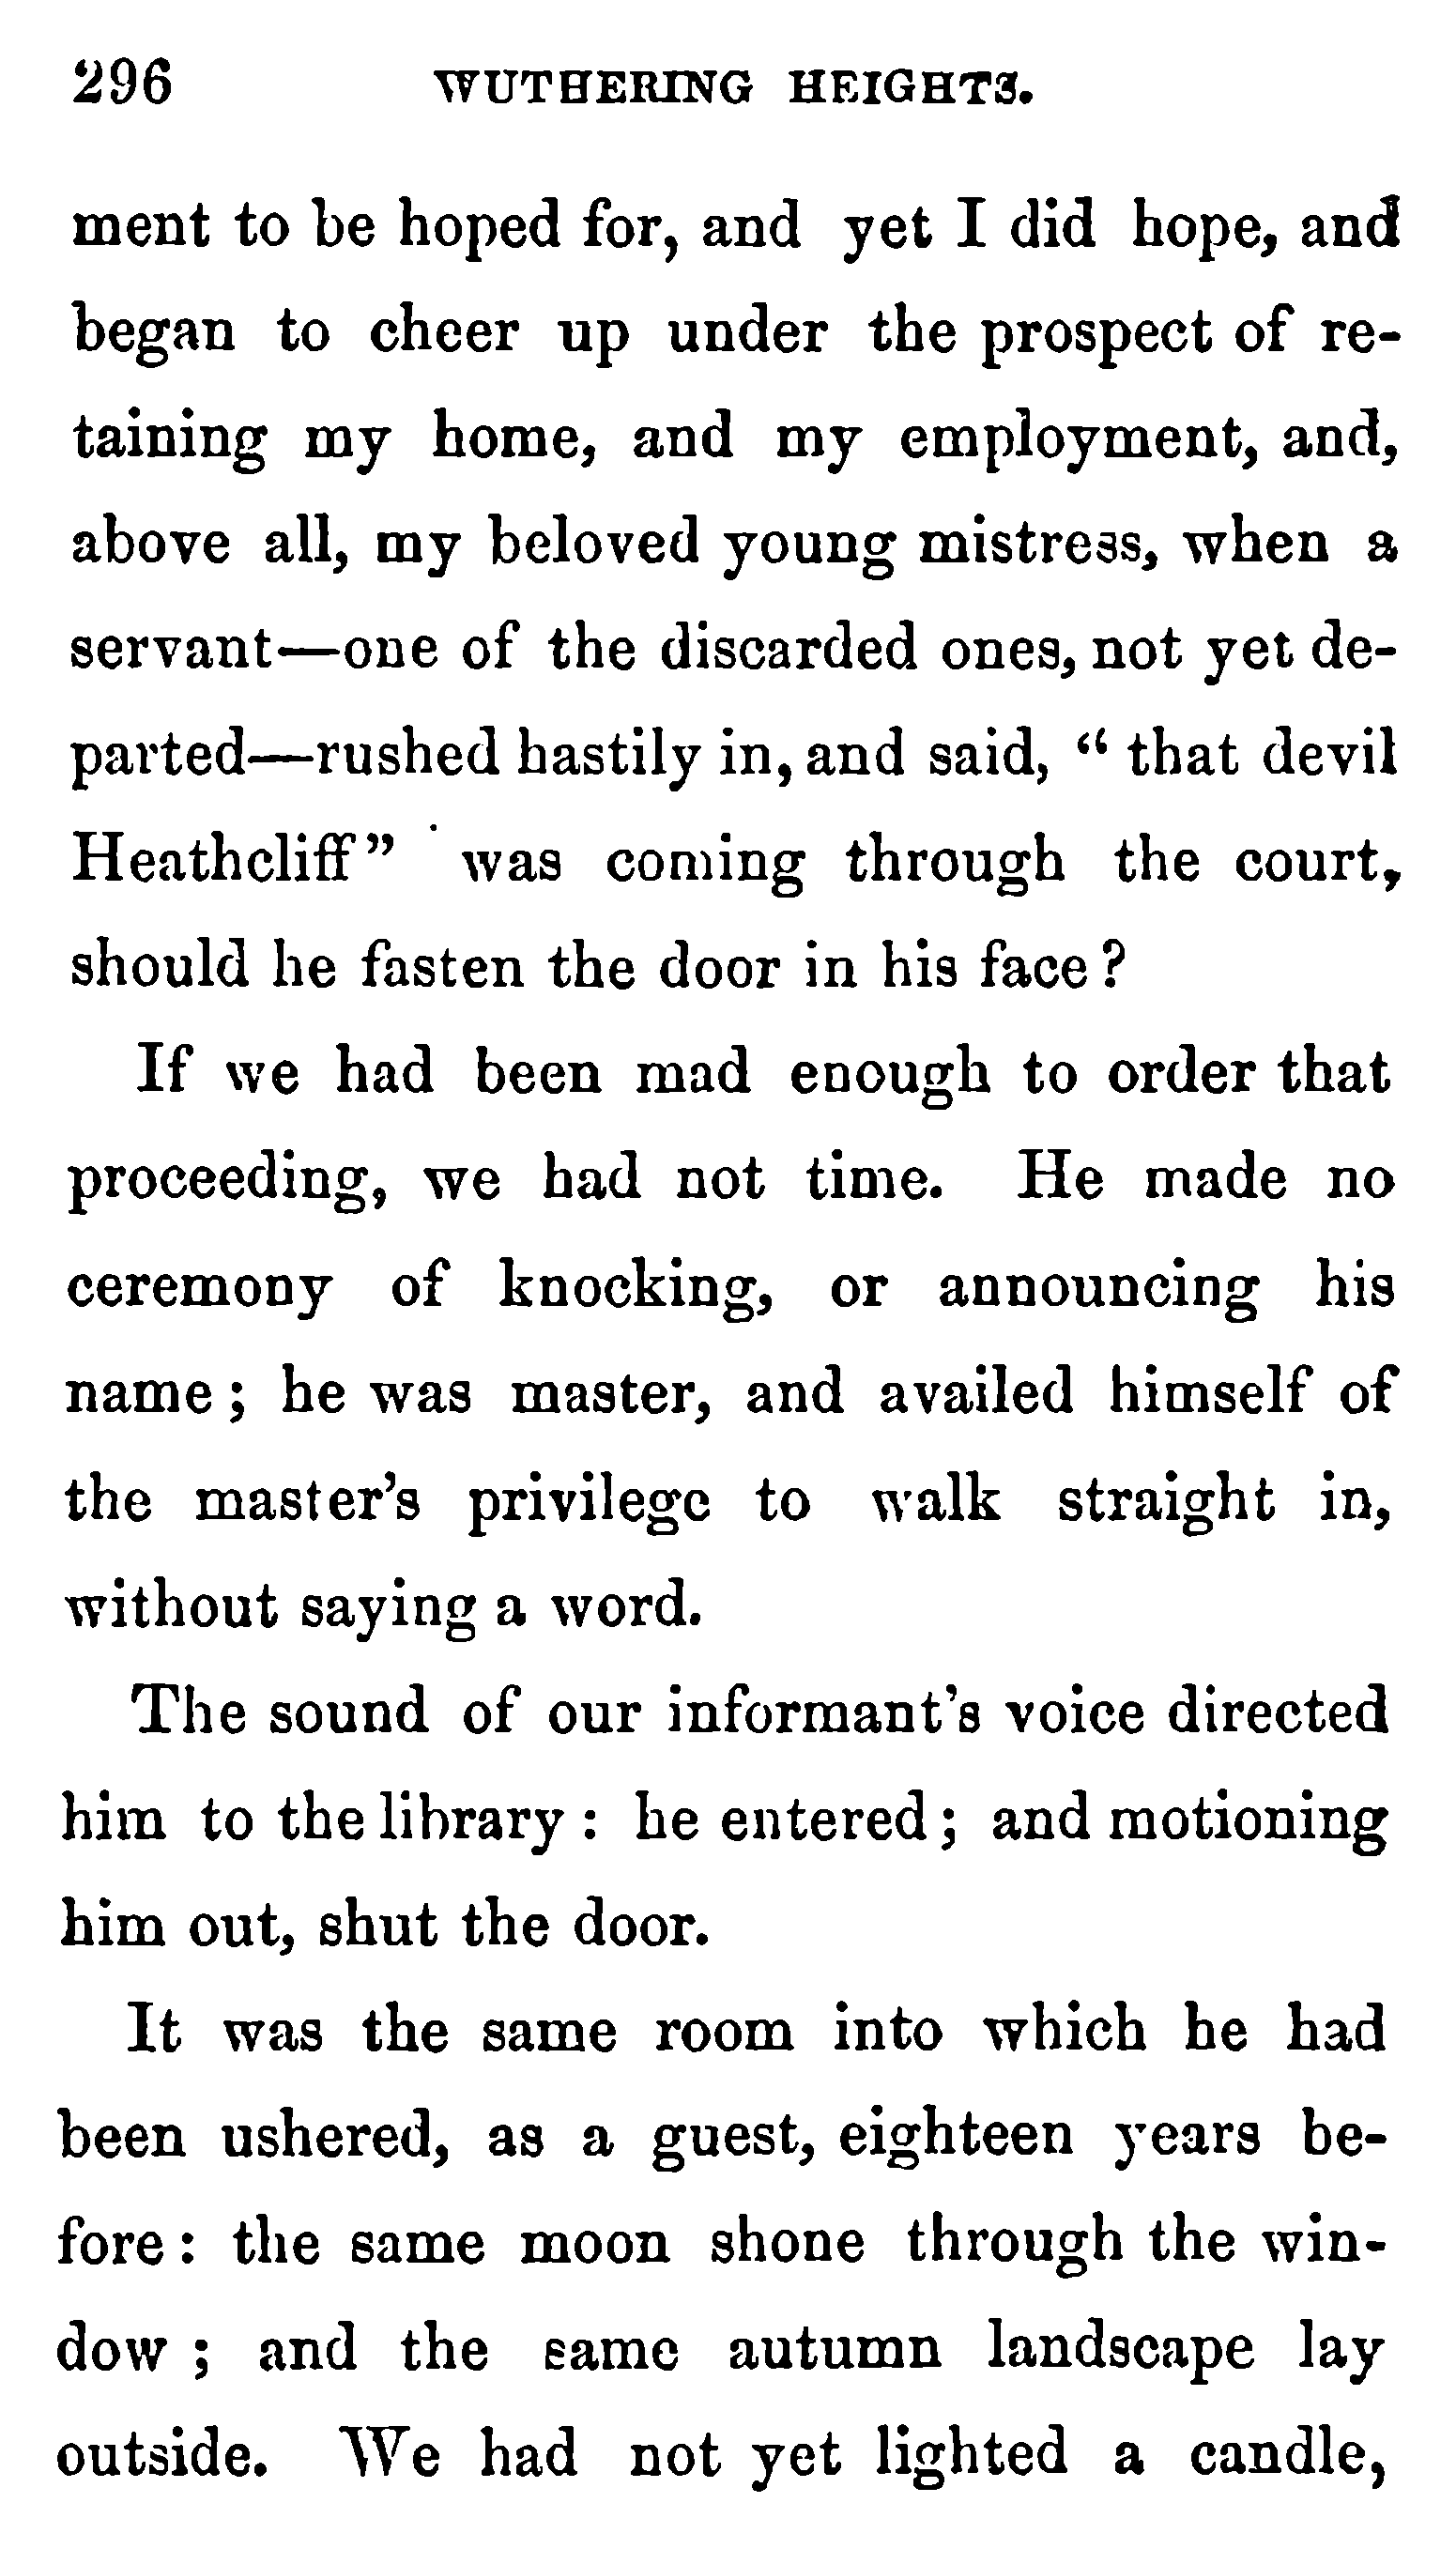 296 WUTHERING HEIGHTS.
ment to be hoped for, and yet I did hope, and
began to cheer up under the prospect of re-
taining my home, and my employment, and,
above all, my beloved young mistress, when a
servant—one of the discarded ones, not yet de-
parted—rushed hastily in, and said, “ that devil
Heathcliff” was coming through the court,
should he fasten the door in his face ?
If we had been mad enough to order that
proceeding, we had not time. He made no
ceremony of knocking, or announcing his
name ; he was master, and availed himself of
the master’s privilege to walk straight in,
without saying a word.
The sound of our informant’s voice directed
him to the library : he entered ; and motioning
him out, shut the door.
It was the same room into which he had
been ushered, as a guest, eighteen years be-
fore : the same moon shone through the win-
dow ; and the same autumn landscape lay
outside. We had not yet lighted a candle,